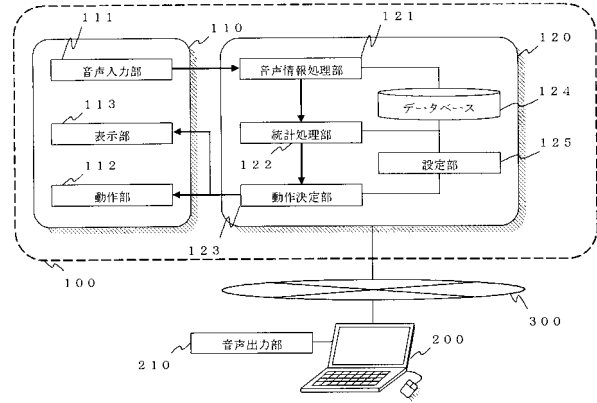 111
110
121
120
音声入力部
音声情報処理部
データベース
124
113
表示部
統計処理部
122
設定部
125
112
動作部
動作決定部
123
100
300
音声出力部
210
200